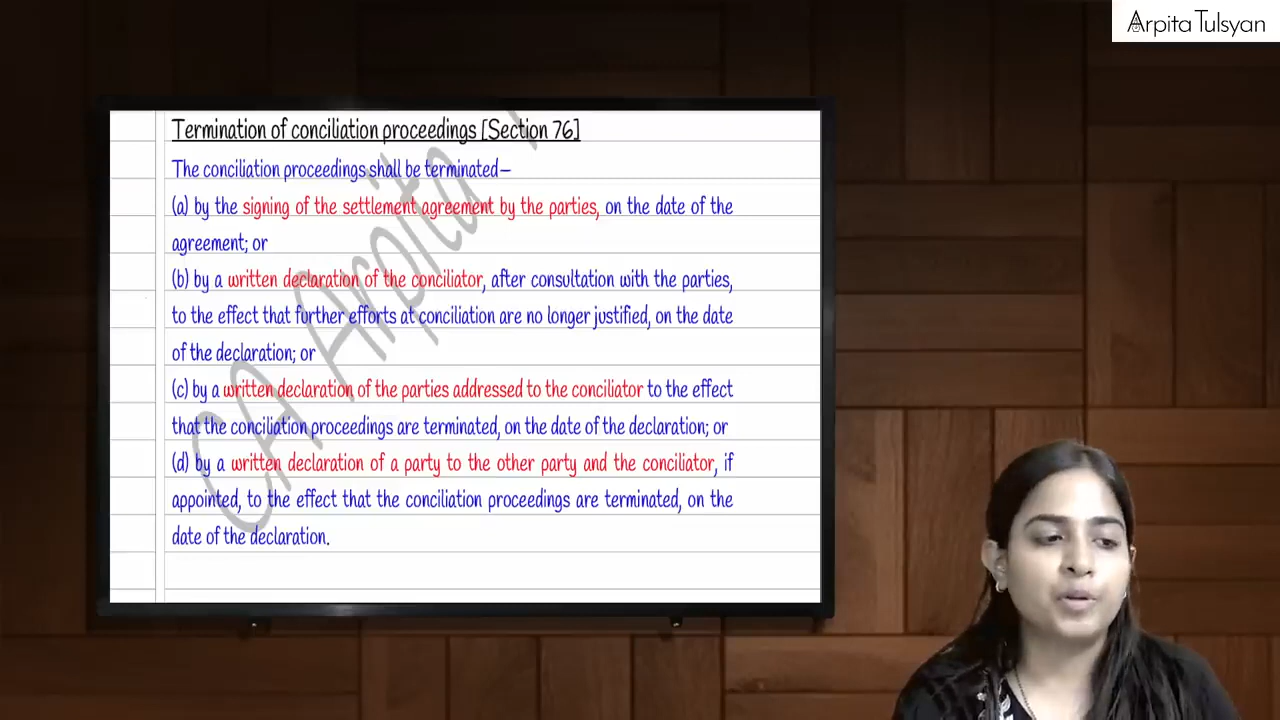 Arpita Tulsyan
Termination of conciliation proceedings [Section 76]
The conciliation proceedings shall be terminated—
(a) by the signing of the settlement agreement by the parties, on the date of the
agreement; or
(b) by a written declaration of the conciliator, after consultation with the parties,
to the effect that further efforts at conciliation are no longer justified, on the date
of the declaration; or
(c) by a written declaration of the parties addressed to the conciliator to the effect
that the conciliation proceedings are terminated, on the date of the declaration; or
(d) by a written declaration of a party to the other party and the conciliator, if
appointed, to the effect that the conciliation proceedings are terminated, on the
date of the declaration.
CA Arpita